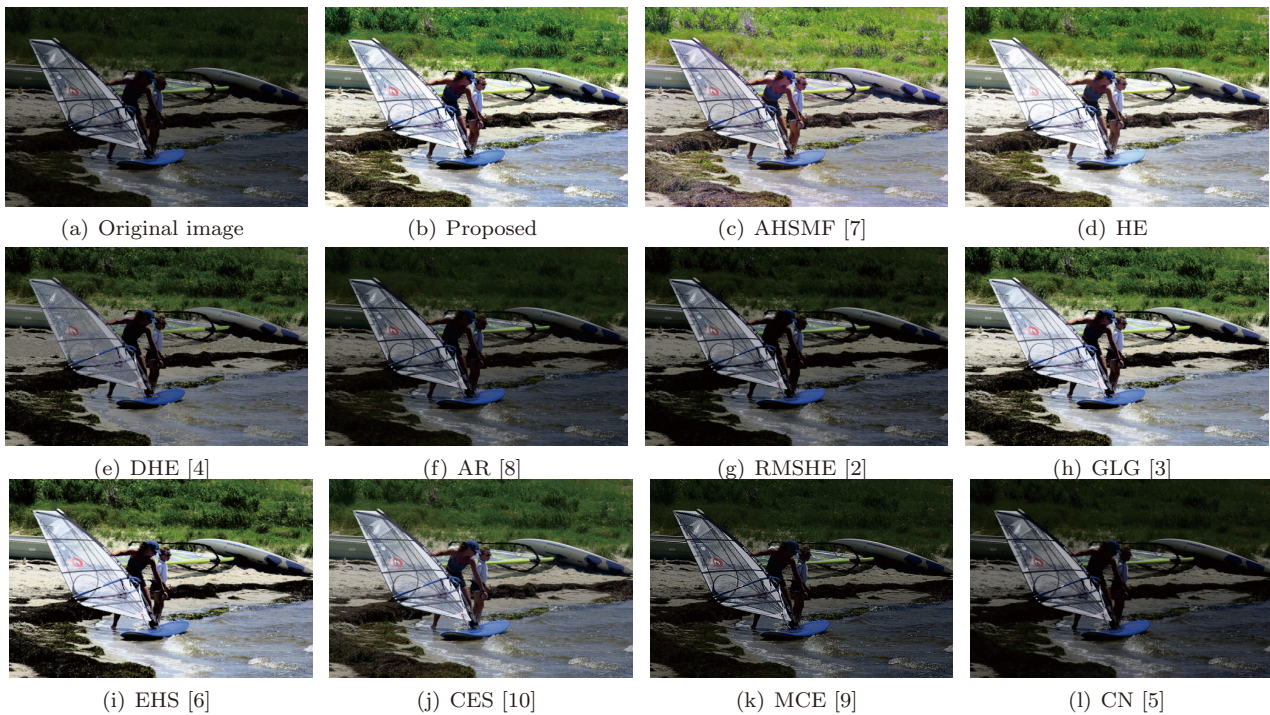 (a) Original image
(b) Proposed
(c) AHSMF [7]
(d) HE
(e) DHE [4]
(f) AR [8]
(g) RMSHE [2]
(h) GLG [3]
(i) EHS [6]
(j) CES [10]
(k) MCE [9]
(l) CN [5]